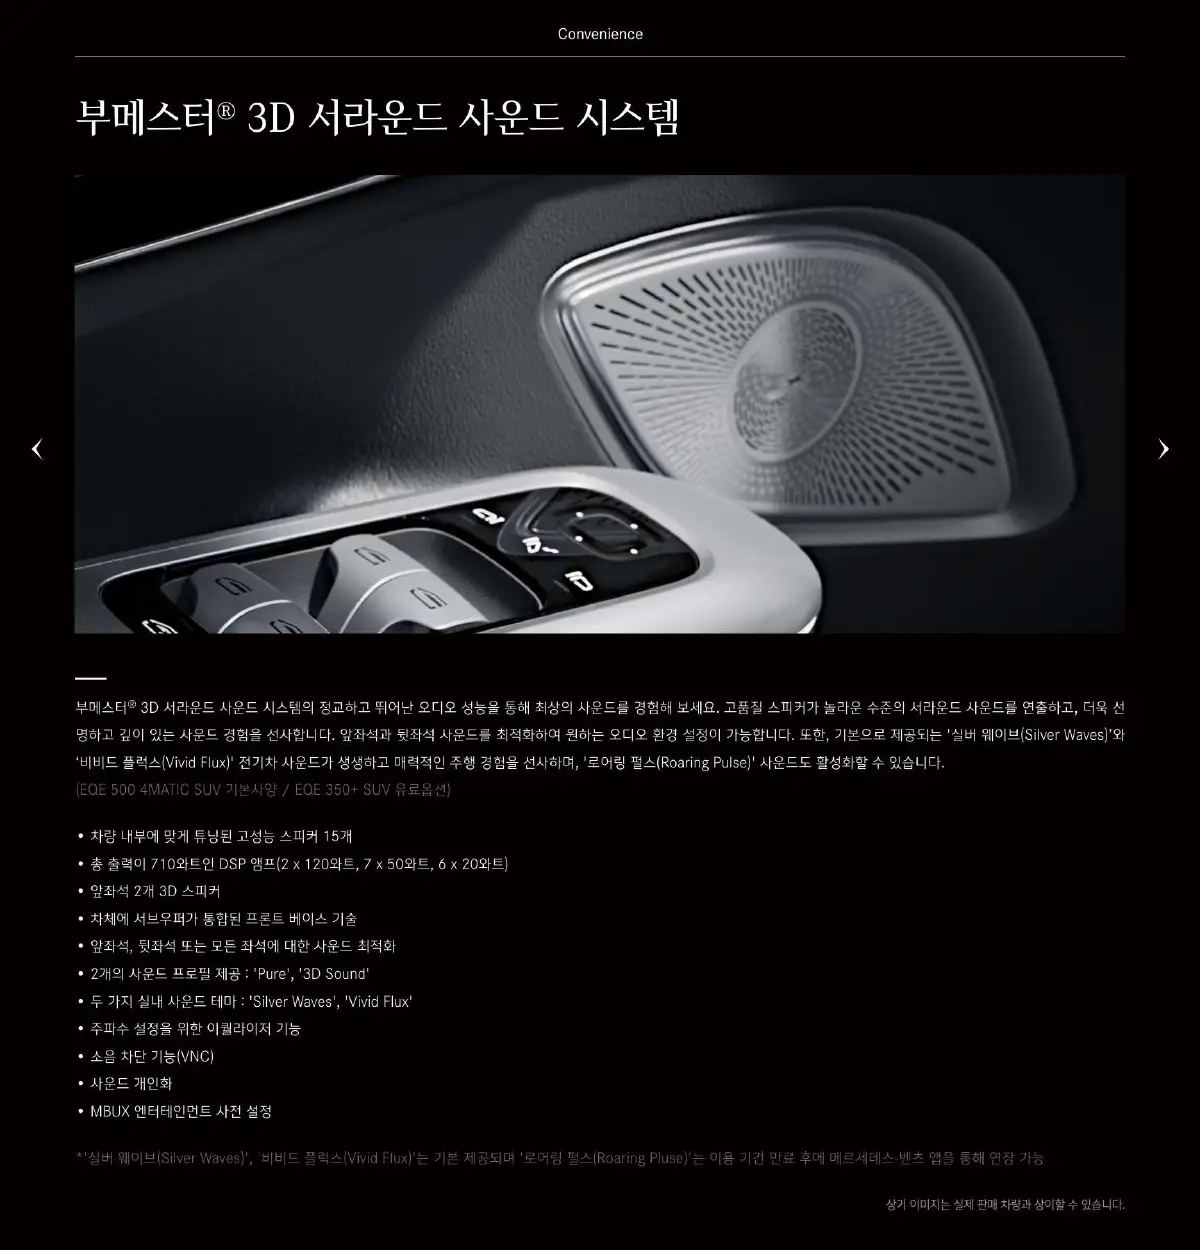 Convenience
부메스터® 3D 서라운드 사운드 시스템
부메스터® 3D 서라운드 사운드 시스템의 정교하고 뛰어난 오디오 성능을 통해 최상의 사운드를 경험해 보세요. 고품질 스피커가 놀라운 수준의 서라운드 사운드를 연출하고, 더욱 선
명하고 깊이 있는 사운드 경험을 선사합니다. 앞좌석과 뒷좌석 사운드를 최적화하여 원하는 오디오 환경 설정이 가능합니다. 또한, 기본으로 제공되는 '실버 웨이브(Silver Waves)'와
'비비드 플럭스(Vivid Flux)' 전기차 사운드가 생생하고 매력적인 주행 경험을 선사하며, '로어링 펄스(Roaring Pulse)' 사운드도 활성화할 수 있습니다.
(EQE 500 4MATIC SUV 기본사양 / EQE 350+ SUV 유료옵션)
• 차량 내부에 맞게 튜닝된 고성능 스피커 15개
• 총 출력이 710와트인 DSP 앰프(2 x 120와트, 7 x 50와트, 6 x 20와트)
• 앞좌석 2개 3D 스피커
• 차체에 서브우퍼가 통합된 프론트 베이스 기술
• 앞좌석, 뒷좌석 또는 모든 좌석에 대한 사운드 최적화
• 2개의 사운드 프로필 제공 : 'Pure', '3D Sound'
• 두 가지 실내 사운드 테마 : 'Silver Waves', 'Vivid Flux'
• 주파수 설정을 위한 이퀄라이저 기능
• 소음 차단 기능(VNC)
• 사운드 개인화
• MBUX 엔터테인먼트 사전 설정
*'실버 웨이브(Silver Waves)', '비비드 플럭스(Vivid Flux)'는 기본 제공되며 '로어링 펄스(Roaring Pluse)'는 이용 기간 만료 후에 메르세데스-벤츠 앱을 통해 연장 가능
상기 이미지는 실제 판매 차량과 상이할 수 있습니다.